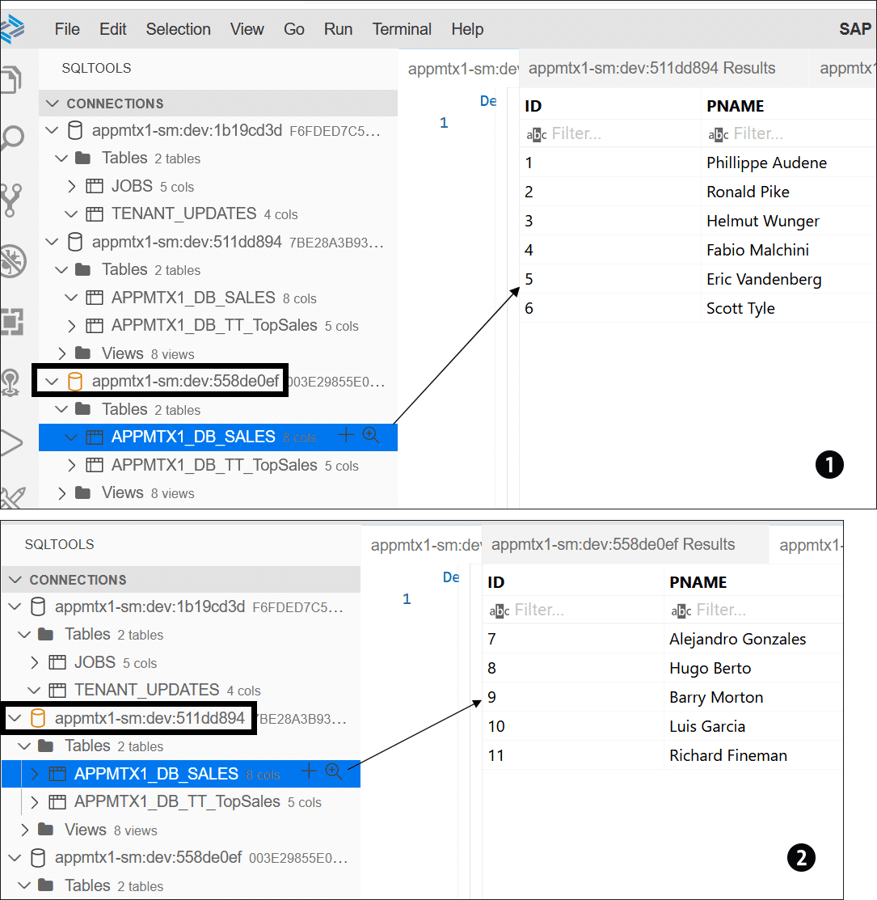 File Edit Selection View Go Run Terminal Help SAP
SQLTOOLS
appmtx1-sm:dev appmtx1-sm:dev:511dd894 Results appmtx1
CONNECTIONS
appmtx1-sm:dev:1b19cd3d F6FDED7C5...
Tables 2 tables
JOBS 5 cols
TENANT_UPDATES 4 cols
appmtx1-sm:dev:511dd894 7BE28A3B93...
Tables 2 tables
APPMTX1_DB_SALES 8 cols
APPMTX1_DB_TT_TopSales 5 cols
Views 8 views
appmtx1-sm:dev:558de0ef 003E29855E0...
Tables 2 tables
APPMTX1_DB_SALES 8 cols
APPMTX1_DB_TT_TopSales 5 cols
Views 8 views
De
1
ID PNAME
abc Filter... abc Filter...
1 Phillippe Audene
2 Ronald Pike
3 Helmut Wunger
4 Fabio Malchini
5 Eric Vandenberg
6 Scott Tyle
1
SQLTOOLS
appmtx1-sm:dev appmtx1-sm:dev:558de0ef Results appmtx1-
CONNECTIONS
appmtx1-sm:dev:1b19cd3d F6FDED7C5...
Tables 2 tables
JOBS 5 cols
TENANT_UPDATES 4 cols
appmtx1-sm:dev:511dd894 7BE28A3B93...
Tables 2 tables
APPMTX1_DB_SALES 8 cols
APPMTX1_DB_TT_TopSales 5 cols
Views 8 views
appmtx1-sm:dev:558de0ef 003E29855E0...
Tables 2 tables
De
1
ID PNAME
abc Filter... abc Filter...
7 Alejandro Gonzales
8 Hugo Berto
9 Barry Morton
10 Luis Garcia
11 Richard Fineman
2